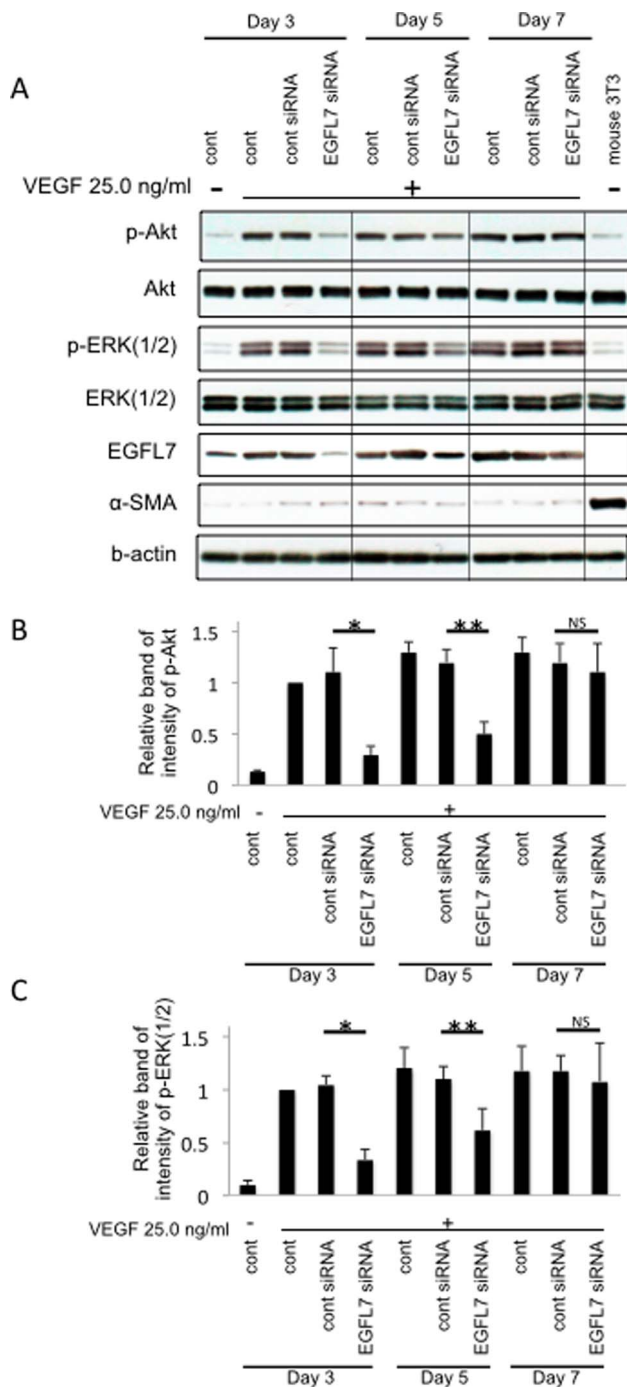 Day 3 Day 5 Day 7
A
cont cont cont siRNA EGFL7 siRNA cont cont siRNA EGFL7 siRNA cont cont siRNA EGFL7 siRNA mouse 3T3
VEGF 25.0 ng/ml - + -
p-Akt
Akt
p-ERK(1/2)
ERK(1/2)
EGFL7
α-SMA
b-actin
B
Relative band of
intensity of p-Akt
1.5
1
0.5
0
* ** NS
VEGF 25.0 ng/ml - +
cont cont cont siRNA EGFL7 siRNA cont cont siRNA EGFL7 siRNA cont cont siRNA EGFL7 siRNA
Day 3 Day 5 Day 7
C
Relative band of
intensity of p-ERK(1/2)
1.5
1
0.5
0
* ** NS
VEGF 25.0 ng/ml - +
cont cont cont siRNA EGFL7 siRNA cont cont siRNA EGFL7 siRNA cont cont siRNA EGFL7 siRNA
Day 3 Day 5 Day 7